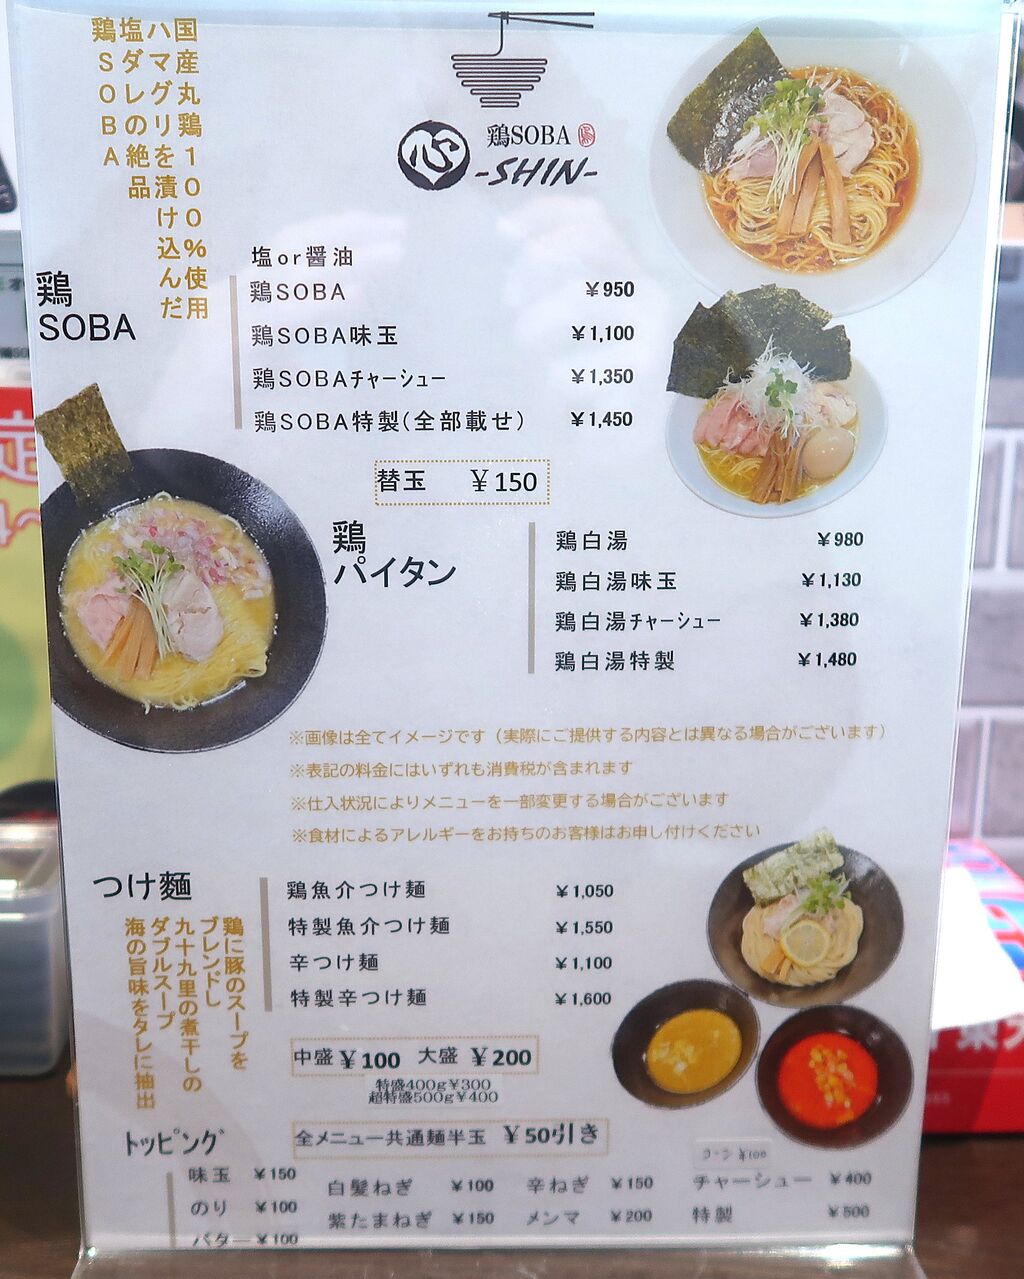 国産丸鶏１００％使用
ハマグリを漬け込んだ
塩ダレの絶品
鶏ＳＯＢＡ
心
鶏SOBA
-SHIN-
鶏
SOBA
塩or醤油
鶏SOBA ￥950
鶏SOBA味玉 ￥1,100
鶏SOBAﾁｬｰｼｭｰ ￥1,350
鶏SOBA特製(全部載せ) ￥1,450
替玉 ￥150
鶏
パイタン
鶏白湯 ￥980
鶏白湯味玉 ￥1,130
鶏白湯ﾁｬｰｼｭｰ ￥1,380
鶏白湯特製 ￥1,480
※画像は全てイメージです（実際にご提供する内容とは異なる場合がございます）
※表記の料金にはいずれも消費税が含まれます
※仕入状況によりメニューを一部変更する場合がございます
※食材によるアレルギーをお持ちのお客様はお申し付けください
つけ麺
鶏に豚のスープを
ブレンドし
九十九里の煮干しの
ダブルスープ
海の旨味をタレに抽出
鶏魚介つけ麺 ￥1,050
特製魚介つけ麺 ￥1,550
辛つけ麺 ￥1,100
特製辛つけ麺 ￥1,600
中盛￥100 大盛 ￥200
特盛400g￥300
超特盛500g￥400
全メニュー共通麺半玉 ￥50引き
ﾄｯﾋﾟﾝｸﾞ
味玉 ￥150
のり ￥100
バター ￥100
白髪ねぎ ￥100
紫たまねぎ ￥150
辛ねぎ ￥150
メンマ ￥200
コーン ￥100
チャーシュー ￥400
特製 ￥500